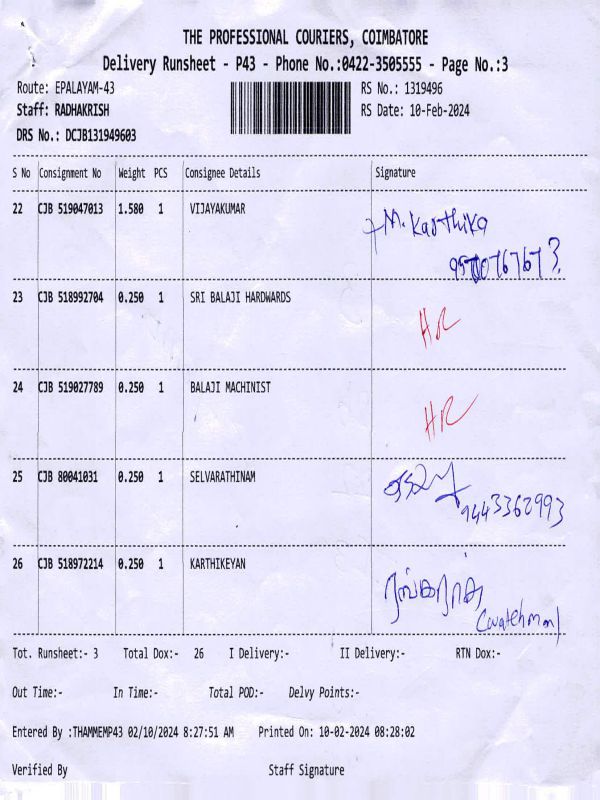 THE PROFESSIONAL COURIERS, COIMBATORE
Delivery Runsheet - P43 - Phone No.:0422-3505555 - Page No.:3
Route: EPALAYAM-43 RS No.: 1319496
Staff: RADHAKRISH RS Date: 10-Feb-2024
DRS No.: DCJB131949603
S No Consignment No Weight PCS Consignee Details Signature
22 CJB 519047013 1.580 1 VIJAYAKUMAR M. Karthika
23 CJB 518992704 0.250 1 SRI BALAJI HARDWARDS HR
24 CJB 519027789 0.250 1 BALAJI MACHINIST HR
25 CJB 80041031 0.250 1 SELVARATHINAM
9443362993
26 CJB 518972214 0.250 1 KARTHIKEYAN ரங்கராஜ்
(watchman)
Tot. Runsheet:- 3 Total Dox:- 26 I Delivery:- II Delivery:- RTN Dox:-
Out Time:- In Time:- Total POD:- Delvy Points:-
Entered By :THAMMEMP43 02/10/2024 8:27:51 AM Printed On: 10-02-2024 08:28:02
Verified By Staff Signature